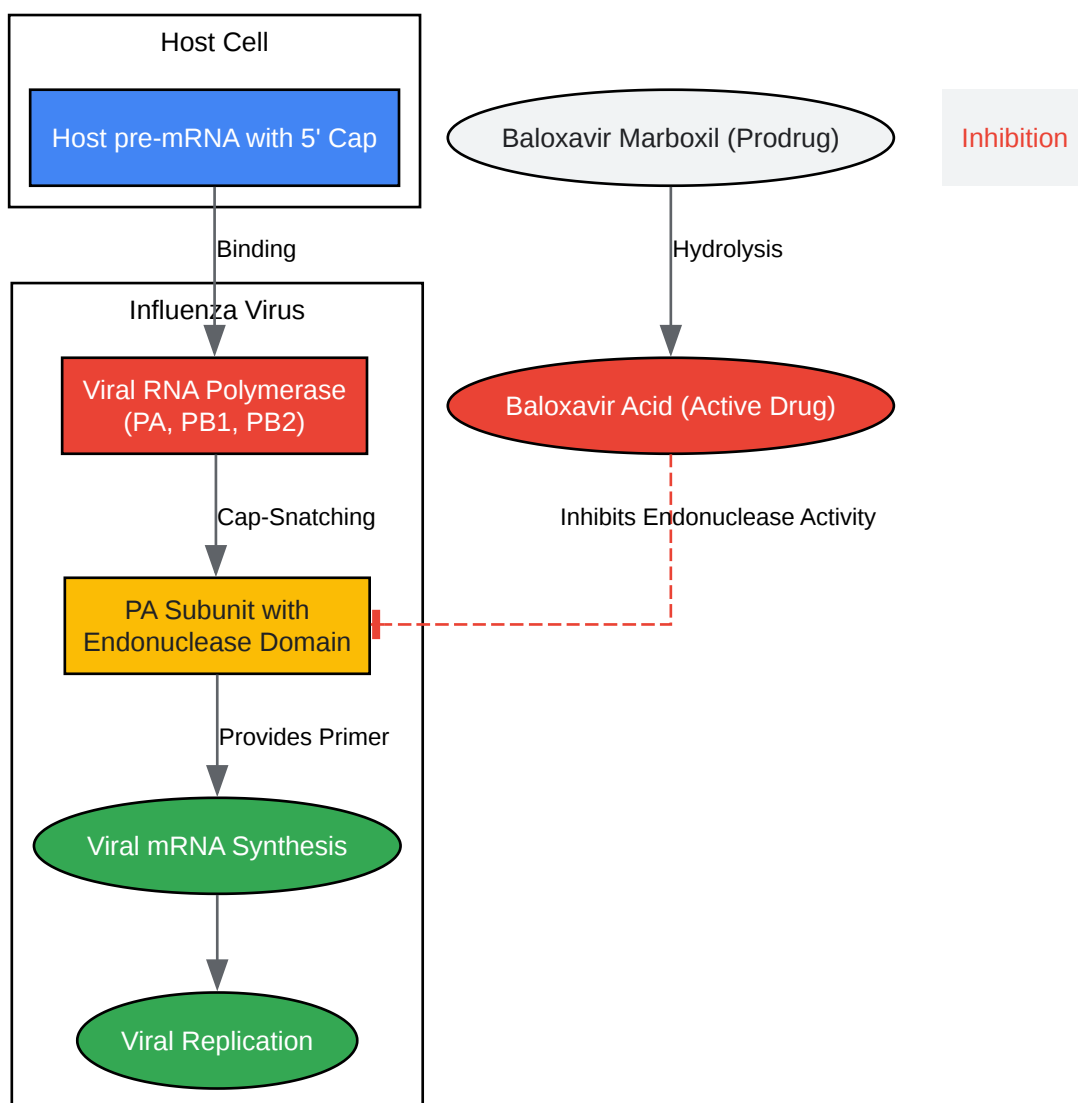 Host Cell
Host pre-mRNA with 5' Cap
Baloxavir Marboxil (Prodrug)
Inhibition
Binding
Hydrolysis
Influenza Virus
Viral RNA Polymerase
(PA, PB1, PB2)
Baloxavir Acid (Active Drug)
Cap-Snatching
Inhibits Endonuclease Activity
PA Subunit with
Endonuclease Domain
Provides Primer
Viral mRNA Synthesis
Viral Replication